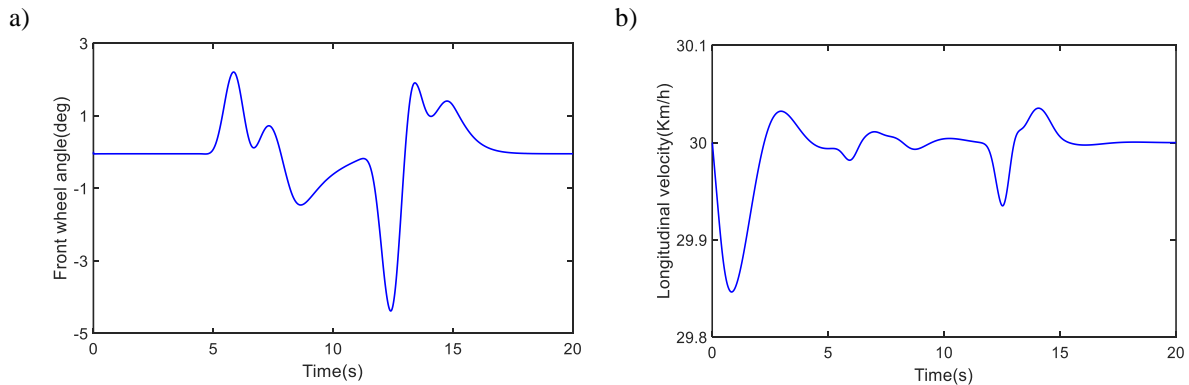 a)
3
1
-1
-3
-5
Front wheel angle(deg)
0 5 10 15 20
Time(s)
b)
30.1
30
29.9
29.8
Longitudinal velocity(Km/h)
0 5 10 15 20
Time(s)